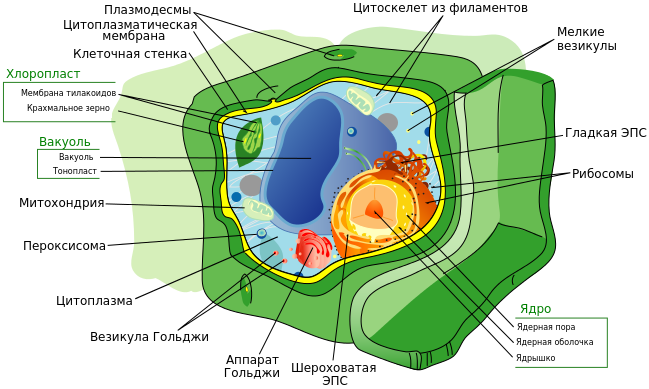 Плазмодесмы
Цитоплазматическая
мембрана
Клеточная стенка
Хлоропласт
Мембрана тилакоидов
Крахмальное зерно
Вакуоль
Вакуоль
Тонопласт
Митохондрия
Пероксисома
Цитоплазма
Везикула Гольджи
Аппарат
Гольджи
Шероховатая
ЭПС
Цитоскелет из филаментов
Мелкие
везикулы
Гладкая ЭПС
Рибосомы
Ядро
Ядерная пора
Ядерная оболочка
Ядрышко